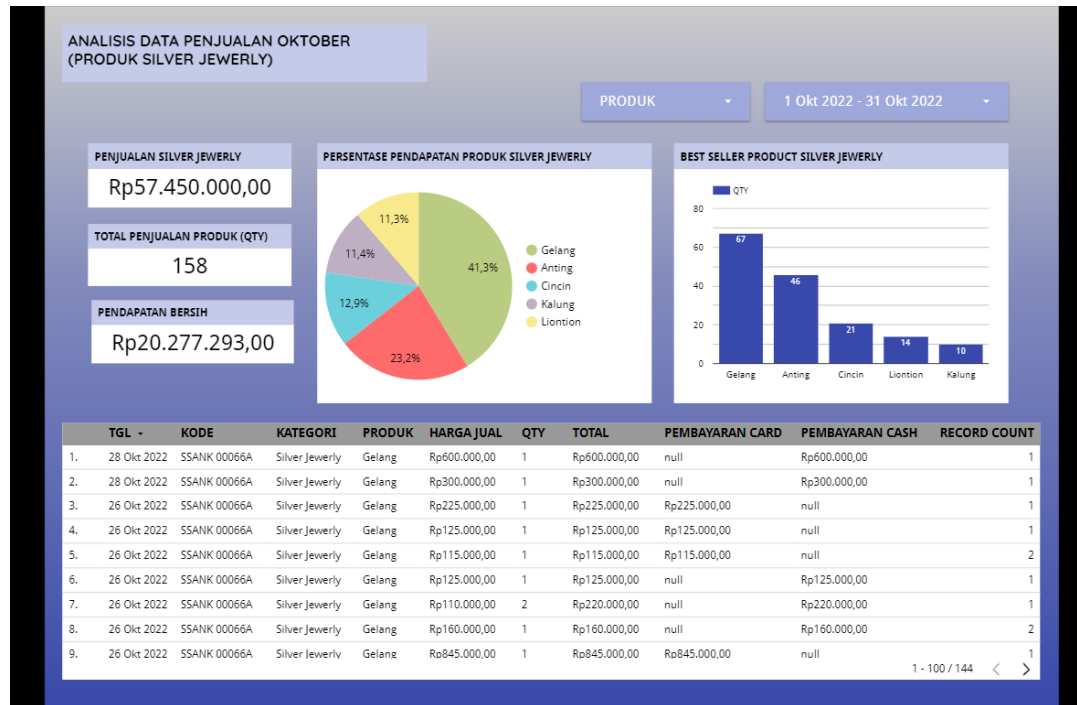 ANALISIS DATA PENJUALAN OKTOBER
(PRODUK SILVER JEWERLY)
PRODUK
1 Okt 2022 - 31 Okt 2022
PENJUALAN SILVER JEWERLY
Rp57.450.000,00
TOTAL PENJUALAN PRODUK (QTY)
158
PENDAPATAN BERSIH
Rp20.277.293,00
PERSENTASE PENDAPATAN PRODUK SILVER JEWERLY
11,3%
11,4%
41,3%
12,9%
23,2%
Gelang
Anting
Cincin
Kalung
Liontion
BEST SELLER PRODUCT SILVER JEWERLY
QTY
80
60
40
20
0
67
46
21
14
10
Gelang Anting Cincin Liontion Kalung
TGL KODE KATEGORI PRODUK HARGA JUAL QTY TOTAL PEMBAYARAN CARD PEMBAYARAN CASH RECORD COUNT
1. 28 Okt 2022 SSANK 00066A Silver Jewerly Gelang Rp600.000,00 1 Rp600.000,00 null Rp600.000,00 1
2. 28 Okt 2022 SSANK 00066A Silver Jewerly Gelang Rp300.000,00 1 Rp300.000,00 null Rp300.000,00 1
3. 26 Okt 2022 SSANK 00066A Silver Jewerly Gelang Rp225.000,00 1 Rp225.000,00 Rp225.000,00 null 1
4. 26 Okt 2022 SSANK 00066A Silver Jewerly Gelang Rp125.000,00 1 Rp125.000,00 Rp125.000,00 null 1
5. 26 Okt 2022 SSANK 00066A Silver Jewerly Gelang Rp115.000,00 1 Rp115.000,00 Rp115.000,00 null 2
6. 26 Okt 2022 SSANK 00066A Silver Jewerly Gelang Rp125.000,00 1 Rp125.000,00 null Rp125.000,00 1
7. 26 Okt 2022 SSANK 00066A Silver Jewerly Gelang Rp110.000,00 2 Rp220.000,00 null Rp220.000,00 1
8. 26 Okt 2022 SSANK 00066A Silver Jewerly Gelang Rp160.000,00 1 Rp160.000,00 null Rp160.000,00 2
9. 26 Okt 2022 SSANK 00066A Silver Jewerly Gelang Rp845.000,00 1 Rp845.000,00 Rp845.000,00 null 1
1 - 100 / 144